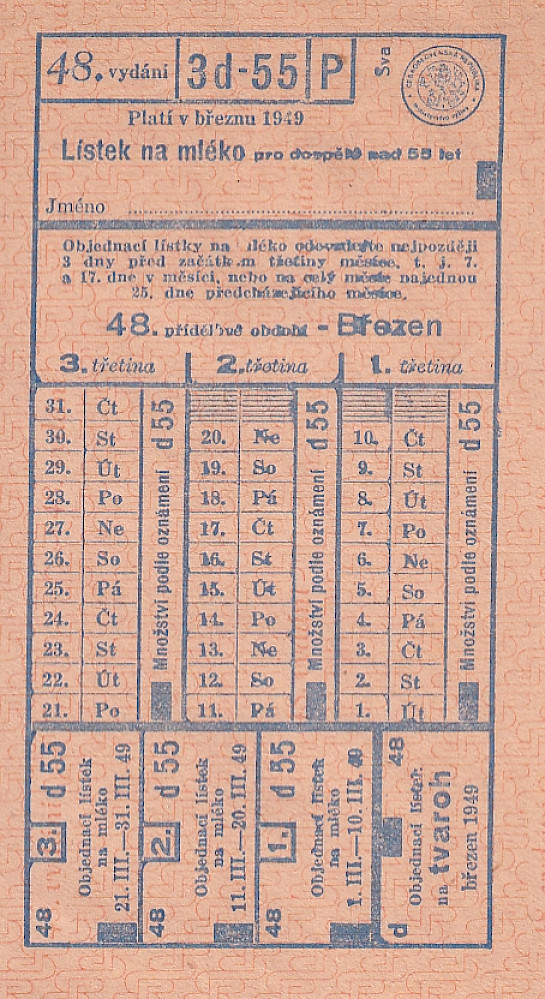 48. vydání 3d-55 P Sva
ČESKOSLOVENSKÁ REPUBLIKA
Platí v březnu 1949
Lístek na mléko pro dospělé nad 55 let
Jméno
Objednací lístky na mléko odevzdejte nejpozději
3 dny před začátkem třetiny měsíce, t. j. 7.
a 17. dne v měsíci, nebo na celý měsíc najednou
25. dne předcházejícího měsíce.
48. přídělové období - Březen
3. třetina 2. třetina 1. třetina
31. Čt
30. St 20. Ne 10. Čt
29. Út 19. So 9. St
28. Po 18. Pá 8. Út
27. Ne 17. Čt 7. Po
26. So 16. St 6. Ne
25. Pá 15. Út 5. So
24. Čt 14. Po 4. Pá
23. St 13. Ne 3. Čt
22. Út 12. So 2. St
21. Po 11. Pá 1. Út
Množství podle oznámení d 55
Množství podle oznámení d 55
Množství podle oznámení d 55
48 3. d 55
Objednací lístek
na mléko
21. III.—31. III. 49
48 2. d 55
Objednací lístek
na mléko
11. III.—20. III. 49
48 1. d 55
Objednací lístek
na mléko
1. III.—10. III. 49
d 48
Objednací lístek
na tvaroh
březen 1949